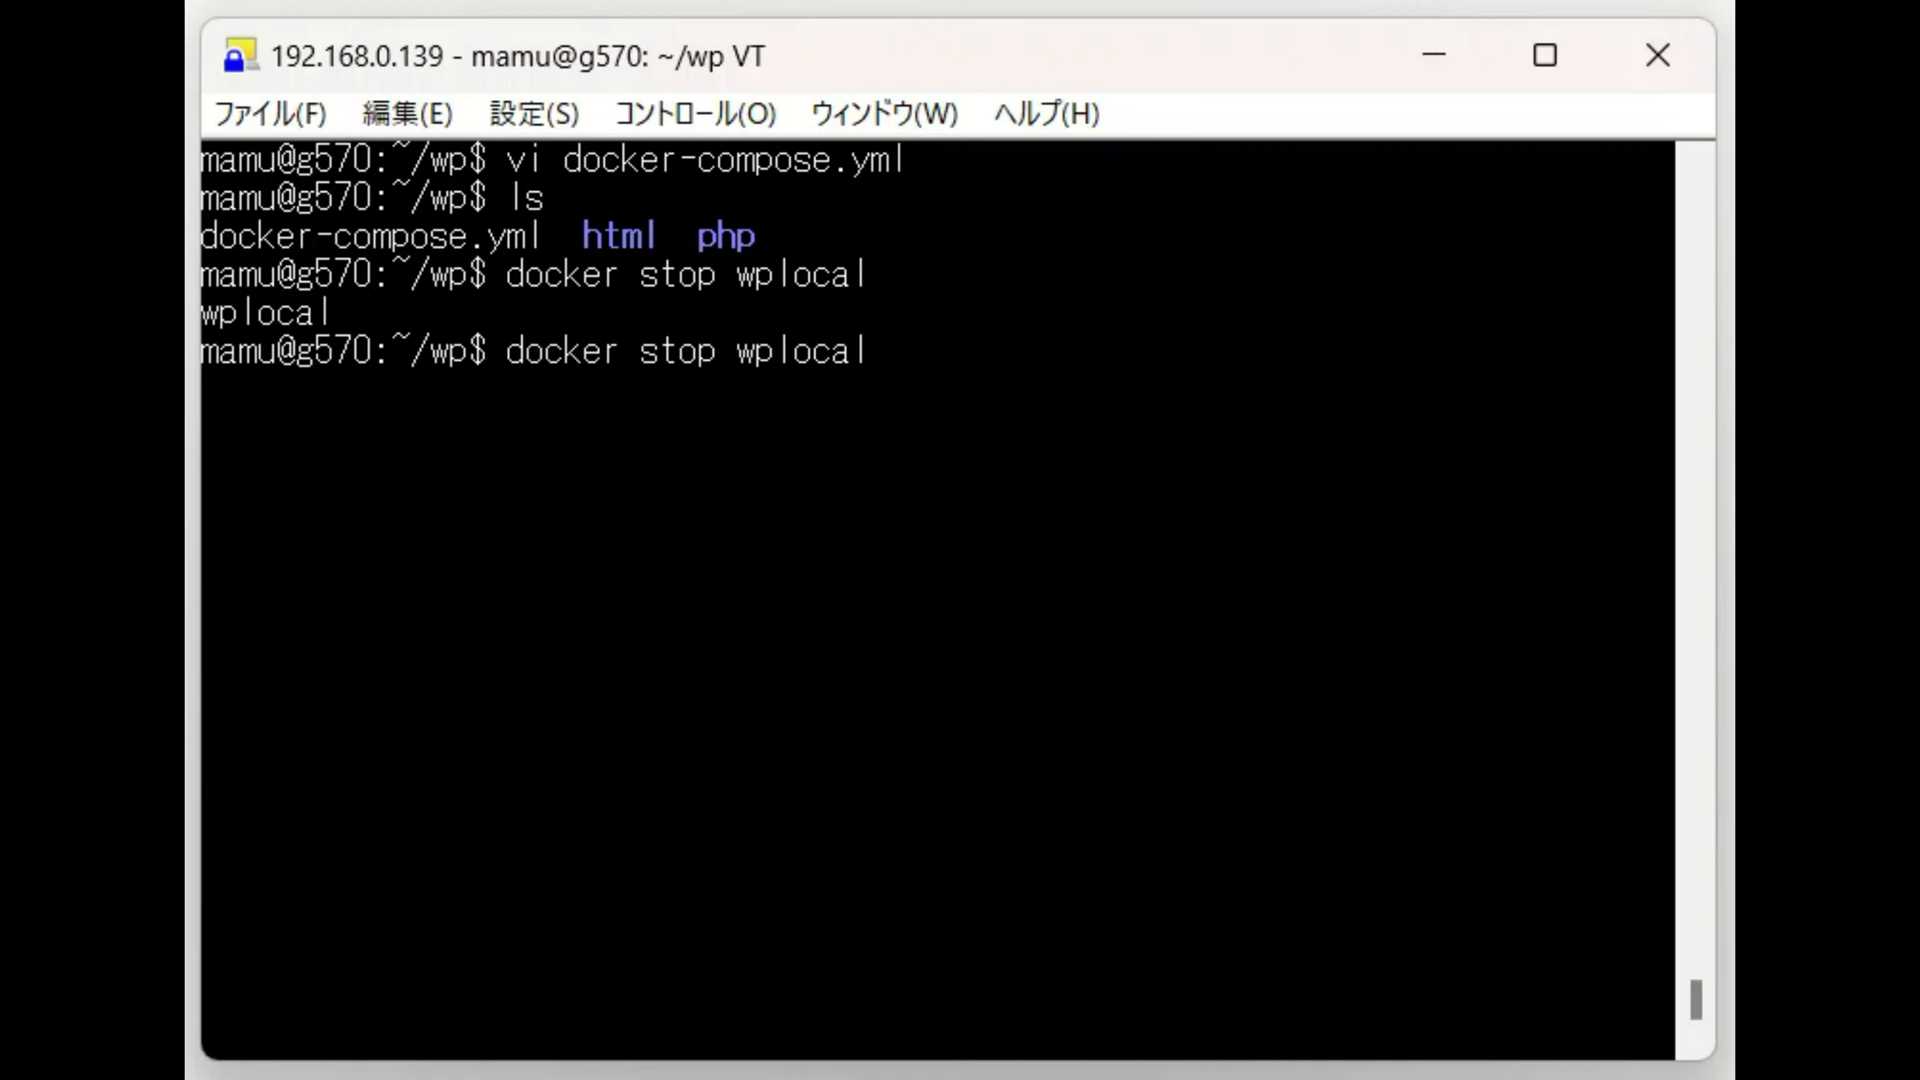 192.168.0.139 - mamu@g570: ~/wp VT
ファイル(F) 編集(E) 設定(S) コントロール(O) ウィンドウ(W) ヘルプ(H)
mamu@g570:~/wp$ vi docker-compose.yml
mamu@g570:~/wp$ ls
docker-compose.yml html php
mamu@g570:~/wp$ docker stop wplocal
wplocal
mamu@g570:~/wp$ docker stop wplocal